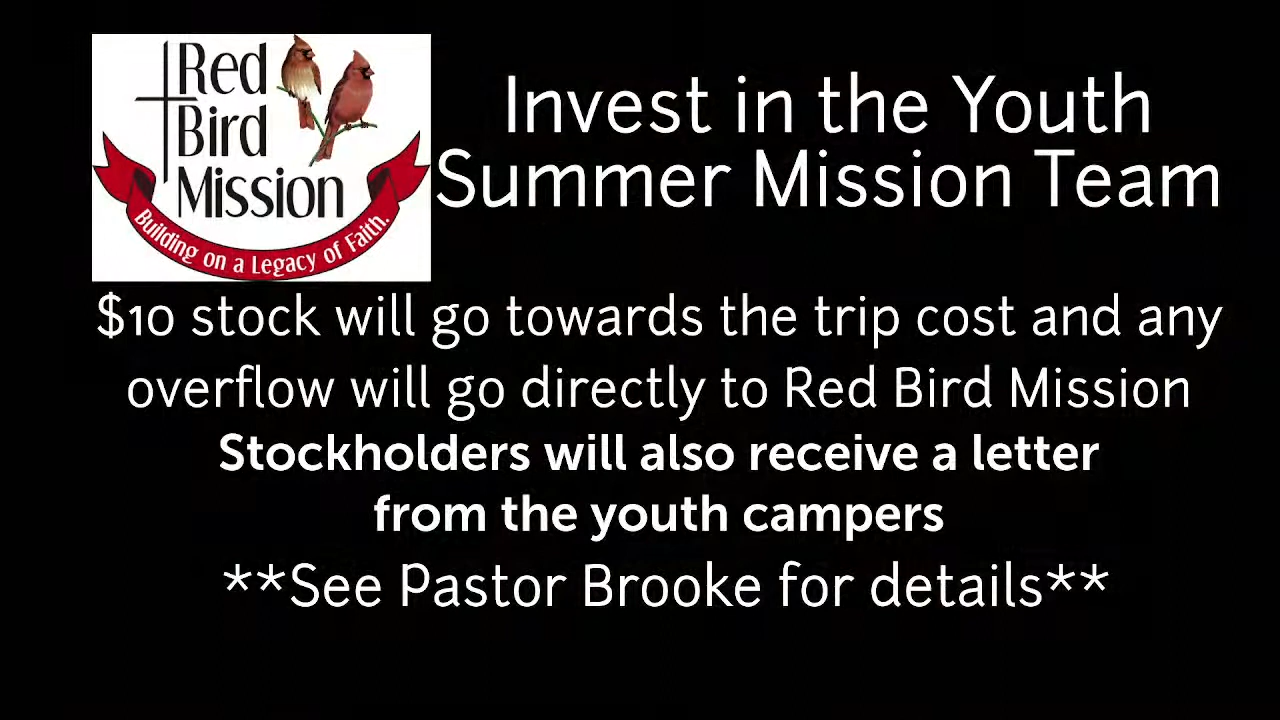 Red
Bird
Mission
Building on a Legacy of Faith.
Invest in the Youth
Summer Mission Team
$10 stock will go towards the trip cost and any
overflow will go directly to Red Bird Mission
Stockholders will also receive a letter
from the youth campers
**See Pastor Brooke for details**